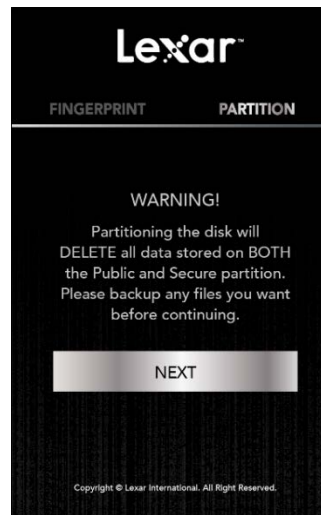 Lexar™
FINGERPRINT PARTITION
WARNING!
Partitioning the disk will
DELETE all data stored on BOTH
the Public and Secure partition.
Please backup any files you want
before continuing.
NEXT
Copyright © Lexar International. All Right Reserved.